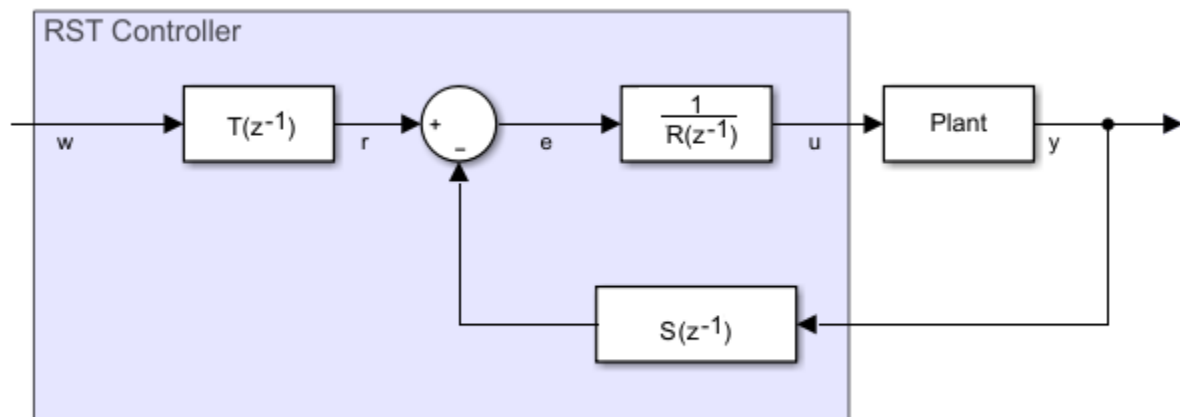 RST Controller
w
T(z⁻¹)
r
+
−
e
1
R(z⁻¹)
u
Plant
y
S(z⁻¹)